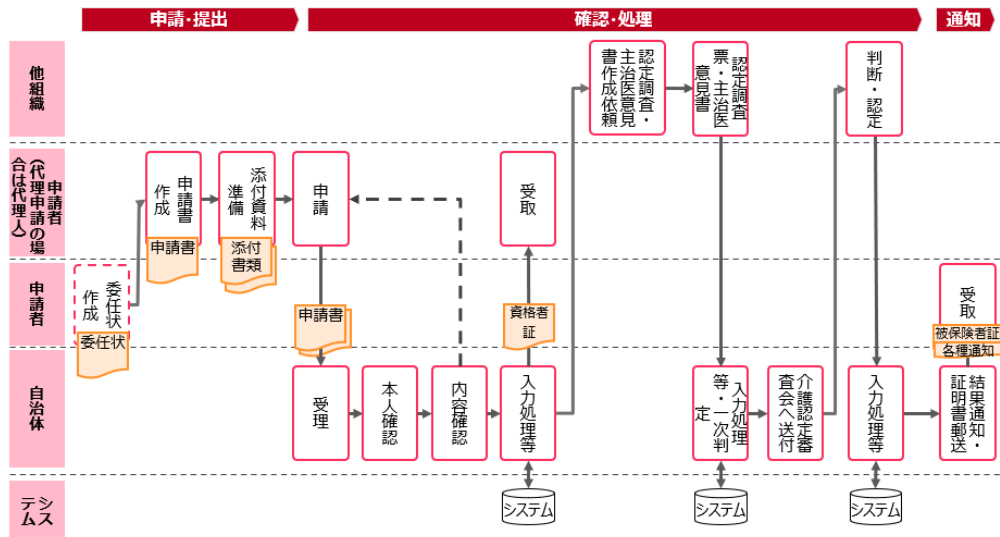 申請・提出
確認・処理
通知
他組織
認定調査・
主治医意見
書作成依頼
認定調査
票・主治医
意見書
判断・認定
申請者
(代理申請の場
合は代理人)
申請書
作成
申請書
添付資料
準備
添付
書類
申請
受取
申請者
委任状
作成
委任状
申請書
資格者
証
受取
被保険者証
各種通知
自治体
受理
本人確認
内容確認
入力処理等
入力処理
等・一次判
定
介護認定審
査会へ送付
入力処理等
結果通知・
証明書郵送
シス
テム
システム
システム
システム